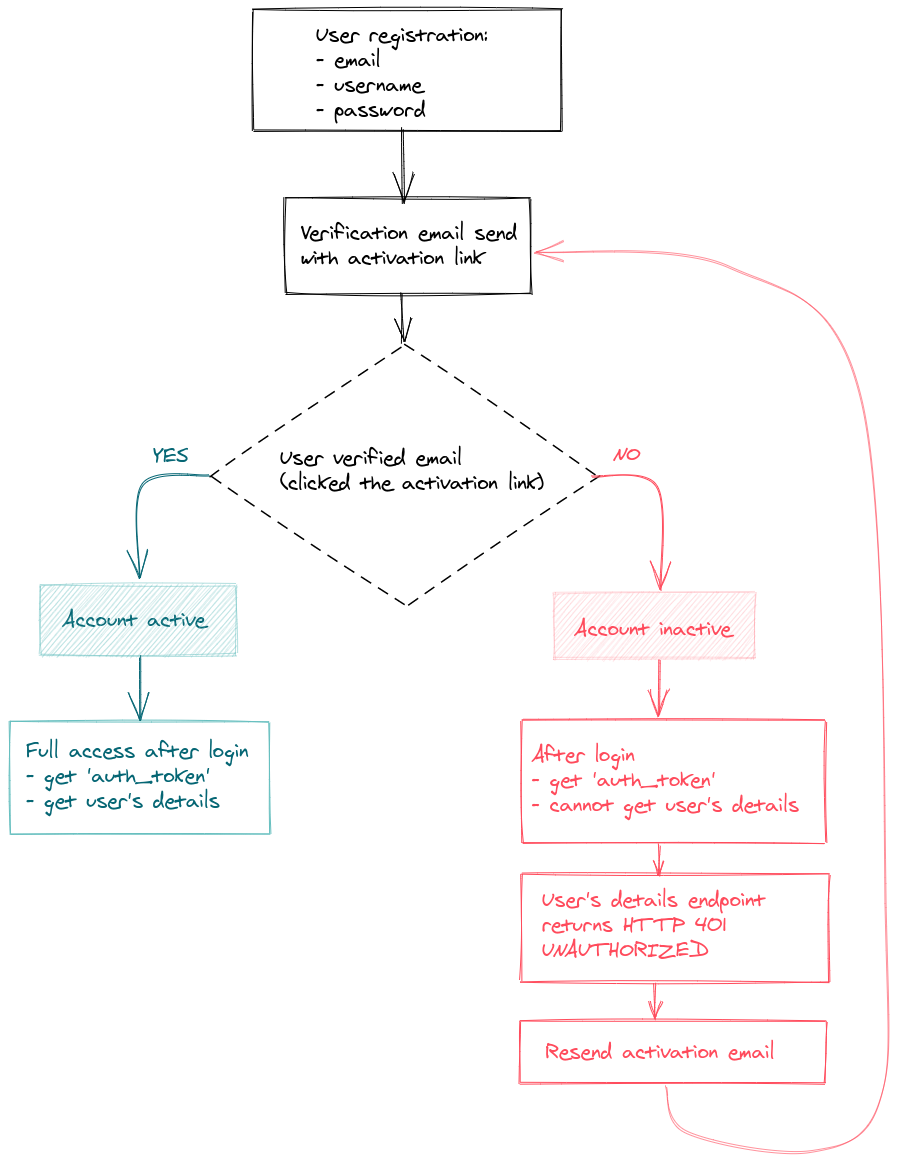 User registration:
- email
- username
- password
Verification email send
with activation link
User verified email
(clicked the activation link)
YES
NO
Account active
Account inactive
Full access after login
- get 'auth_token'
- get user's details
After login
- get 'auth_token'
- cannot get user's details
User's details endpoint
returns HTTP 401
UNAUTHORIZED
Resend activation email